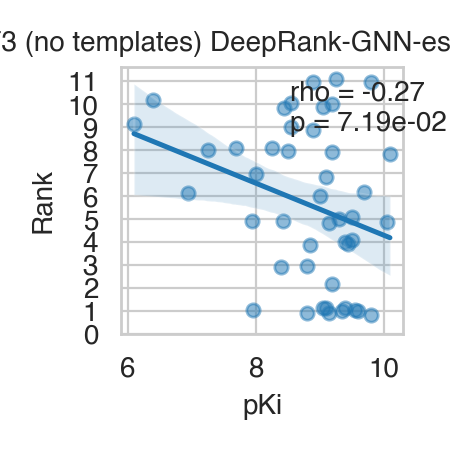 3 (no templates) DeepRank-GNN-es
rho = -0.27
p = 7.19e-02
11
10
9
8
7
6
5
4
3
2
1
0
Rank
6 8 10
pKi